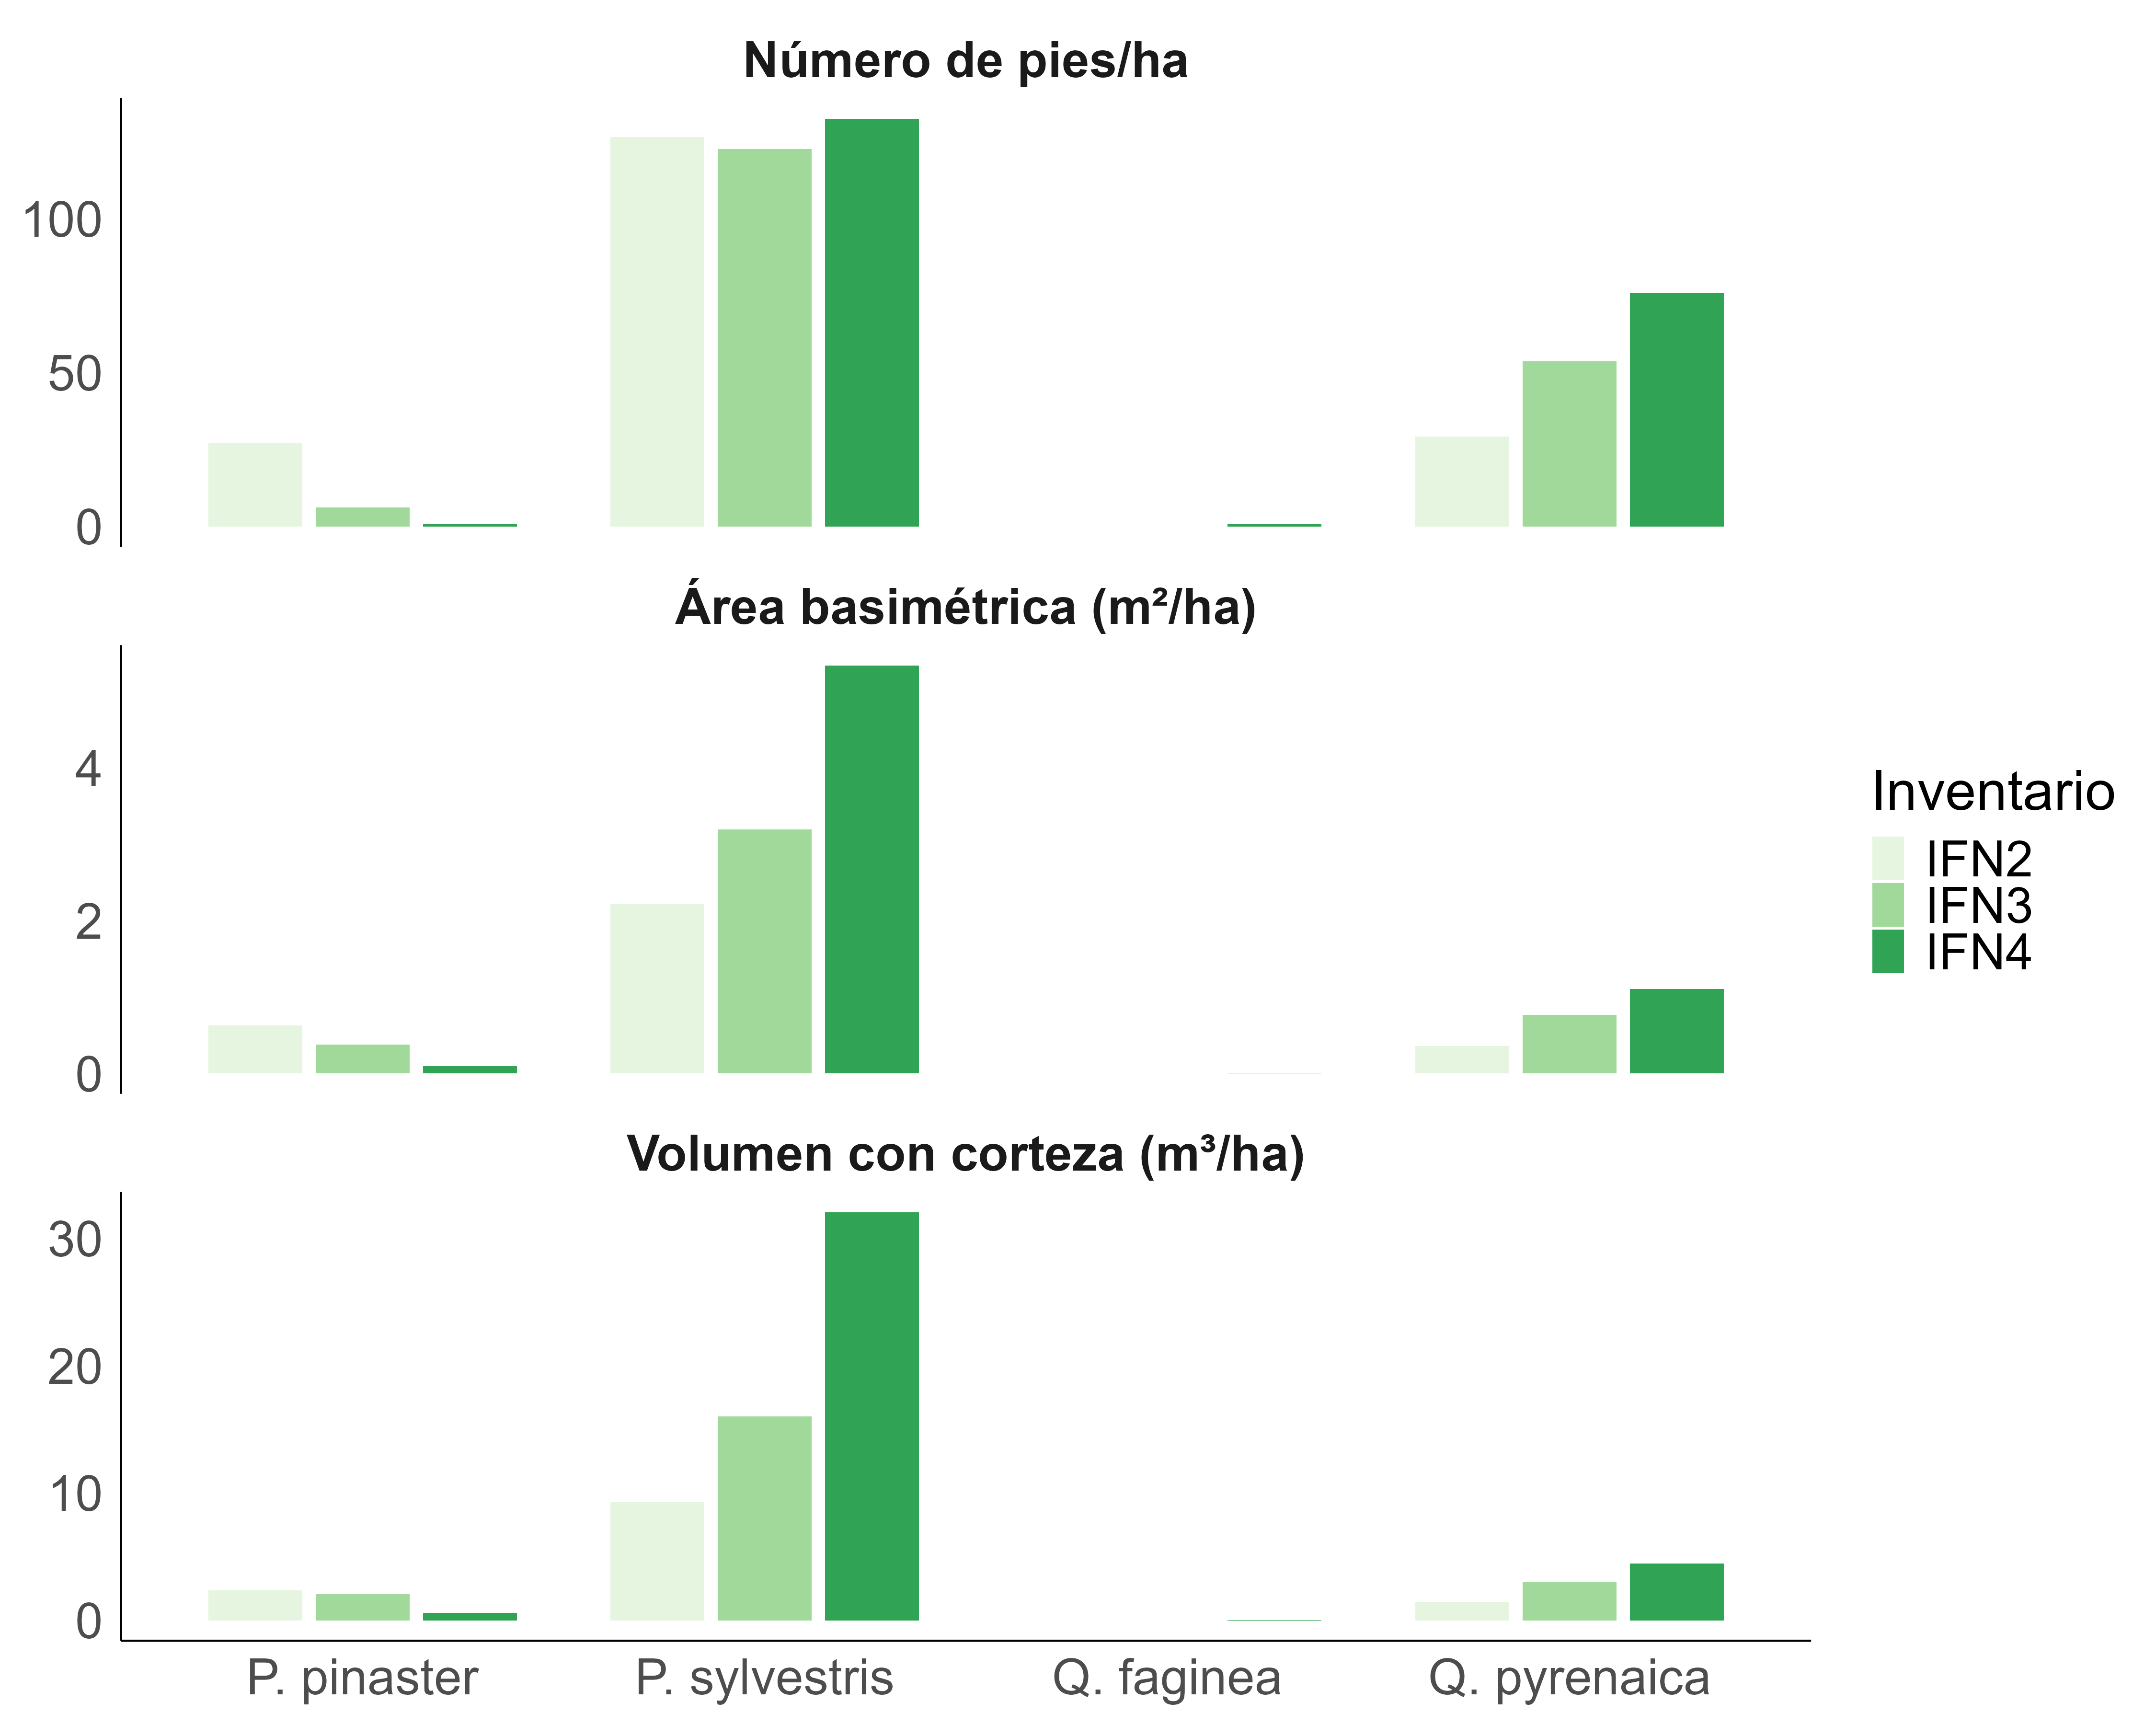 Número de pies/ha
100
50
0
Área basimétrica (m²/ha)
4
2
0
Volumen con corteza (m³/ha)
30
20
10
0
P. pinaster
P. sylvestris
Q. faginea
Q. pyrenaica
Inventario
IFN2
IFN3
IFN4